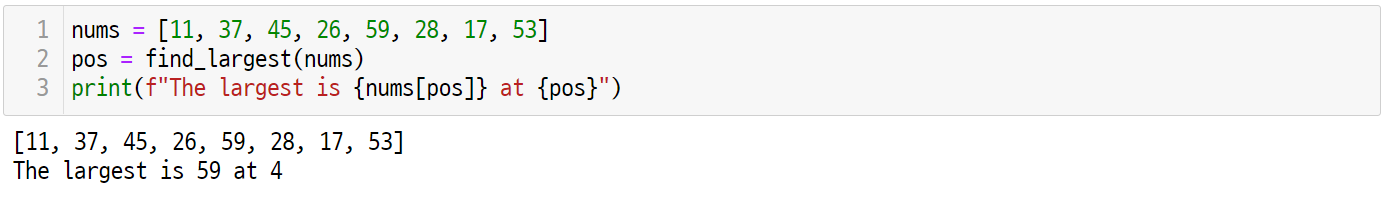 1 nums = [11, 37, 45, 26, 59, 28, 17, 53]
2 pos = find_largest(nums)
3 print(f"The largest is {nums[pos]} at {pos}")
[11, 37, 45, 26, 59, 28, 17, 53]
The largest is 59 at 4